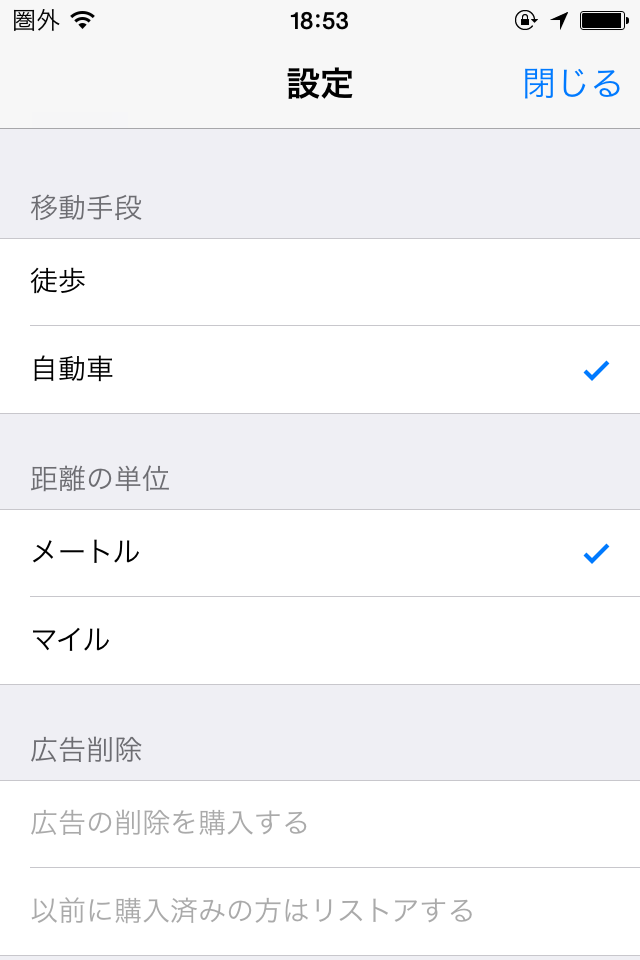 圏外 18:53
設定 閉じる
移動手段
徒歩
自動車
距離の単位
メートル
マイル
広告削除
広告の削除を購入する
以前に購入済みの方はリストアする